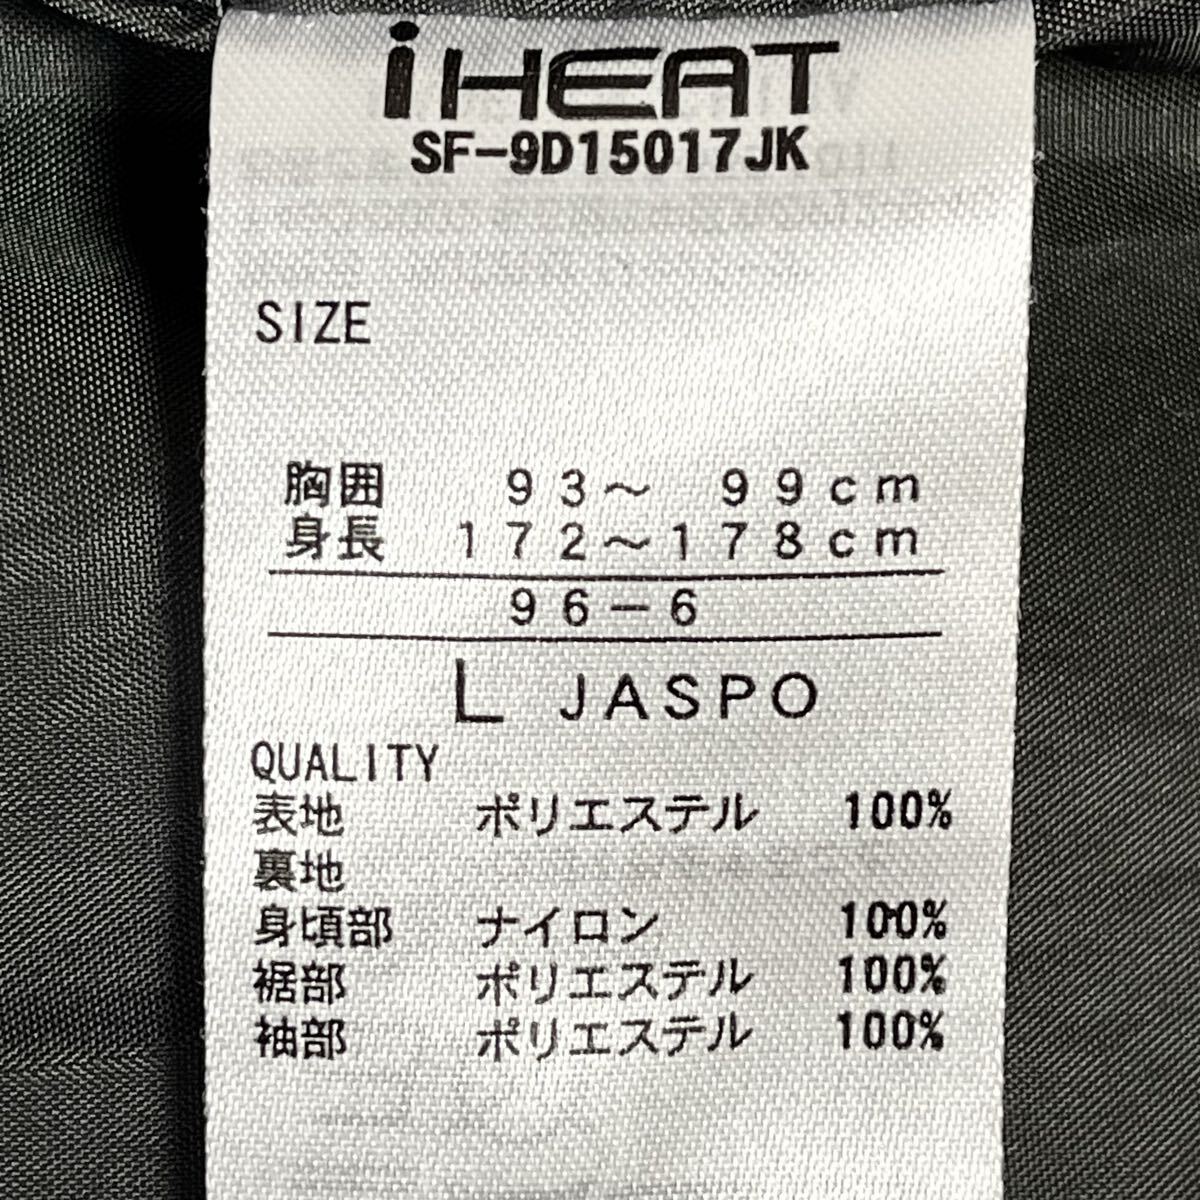 i HEAT
SF-9D15017JK
SIZE
胸囲 93～ 99cm
身長 172～178cm
96－6
L JASPO
QUALITY
表地 ポリエステル 100%
裏地
身頃部 ナイロン 100%
裾部 ポリエステル 100%
袖部 ポリエステル 100%